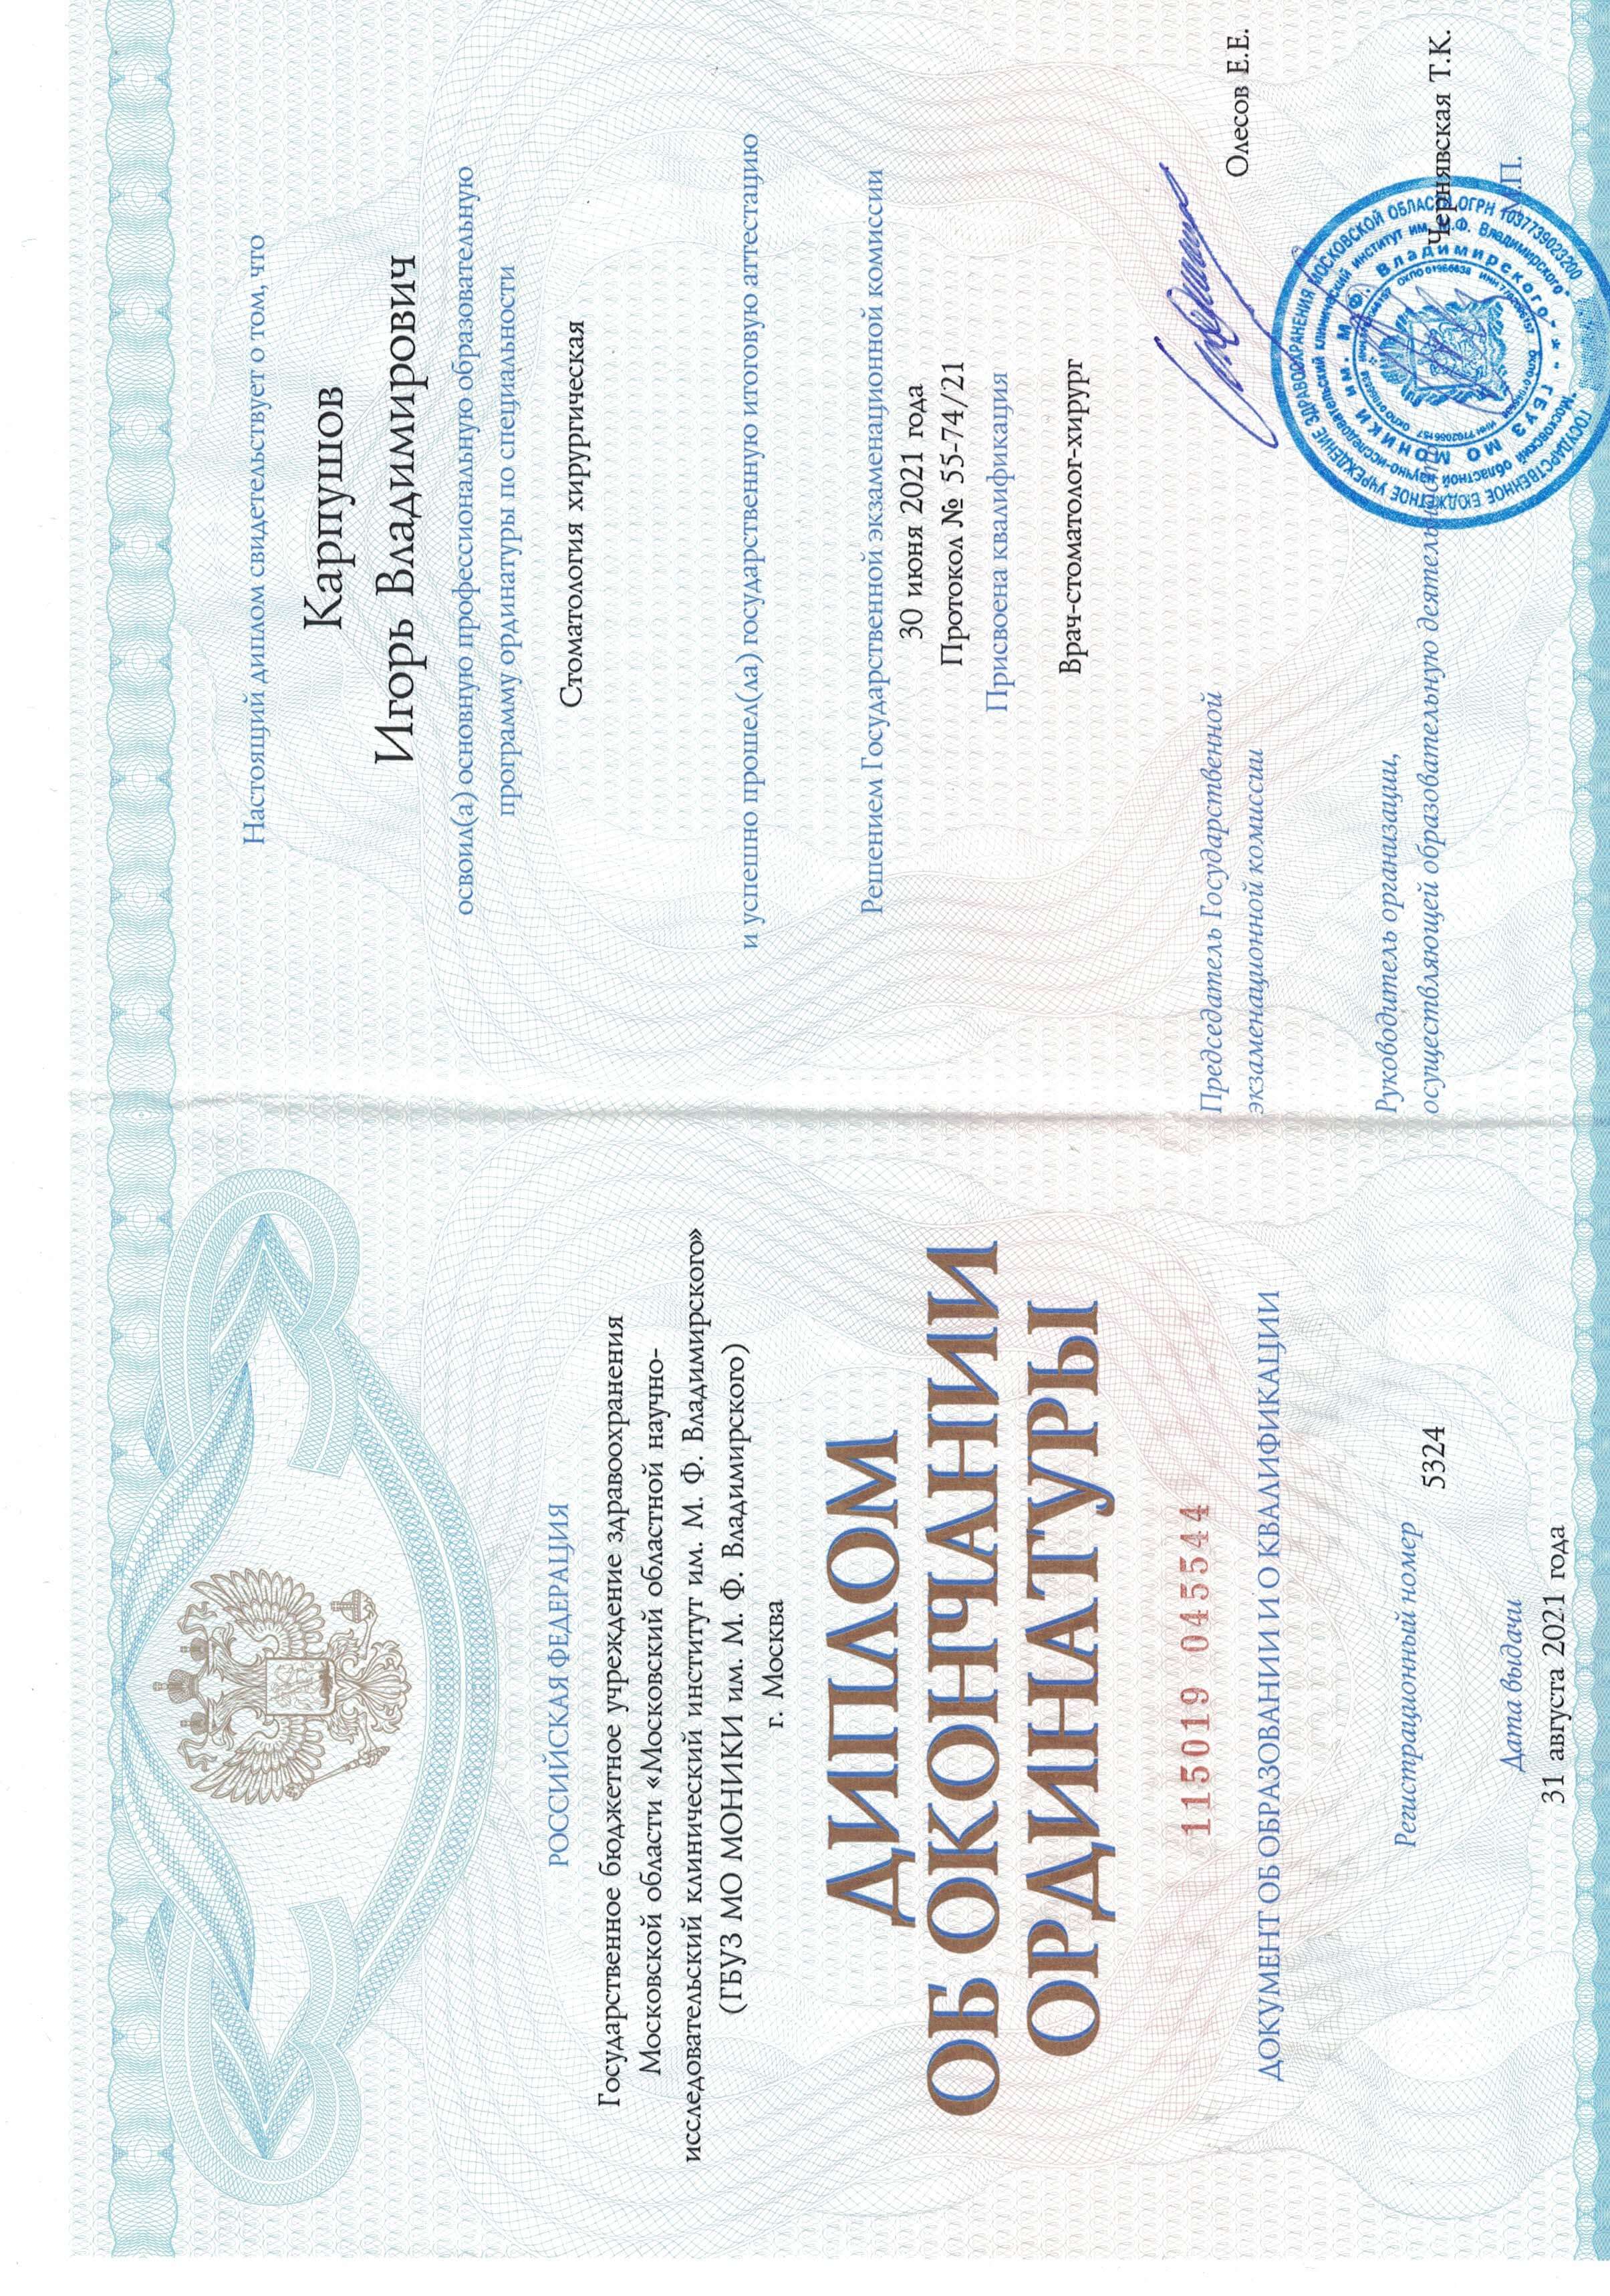 РОССИЙСКАЯ ФЕДЕРАЦИЯ
Государственное бюджетное учреждение здравоохранения
Московской области «Московский областной научно-
исследовательский клинический институт им. М. Ф. Владимирского»
(ГБУЗ МО МОНИКИ им. М. Ф. Владимирского)
г. Москва
ДИПЛОМ
ОБ ОКОНЧАНИИ
ОРДИНАТУРЫ
115019 045544
ДОКУМЕНТ ОБ ОБРАЗОВАНИИ И О КВАЛИФИКАЦИИ
Регистрационный номер
5324
Дата выдачи
31 августа 2021 года
Настоящий диплом свидетельствует о том, что
Карпушов
Игорь Владимирович
освоил(а) основную профессиональную образовательную
программу ординатуры по специальности
Стоматология хирургическая
и успешно прошел(ла) государственную итоговую аттестацию
Решением Государственной экзаменационной комиссии
30 июня 2021 года
Протокол № 55-74/21
Присвоена квалификация
Врач-стоматолог-хирург
Председатель Государственной
экзаменационной комиссии
Олесов Е.Е.
Руководитель организации,
осуществляющей образовательную деятельность
Чернявская Т.К.
М.П.
ГОСУДАРСТВЕННОЕ БЮДЖЕТНОЕ УЧРЕЖДЕНИЕ ЗДРАВООХРАНЕНИЯ МОСКОВСКОЙ ОБЛАСТИ ОГРН 1037739023200
"Московский областной научно-исследовательский клинический институт им. М.Ф. Владимирского"
ГБУЗ МО МОНИКИ им. М.Ф. Владимирского